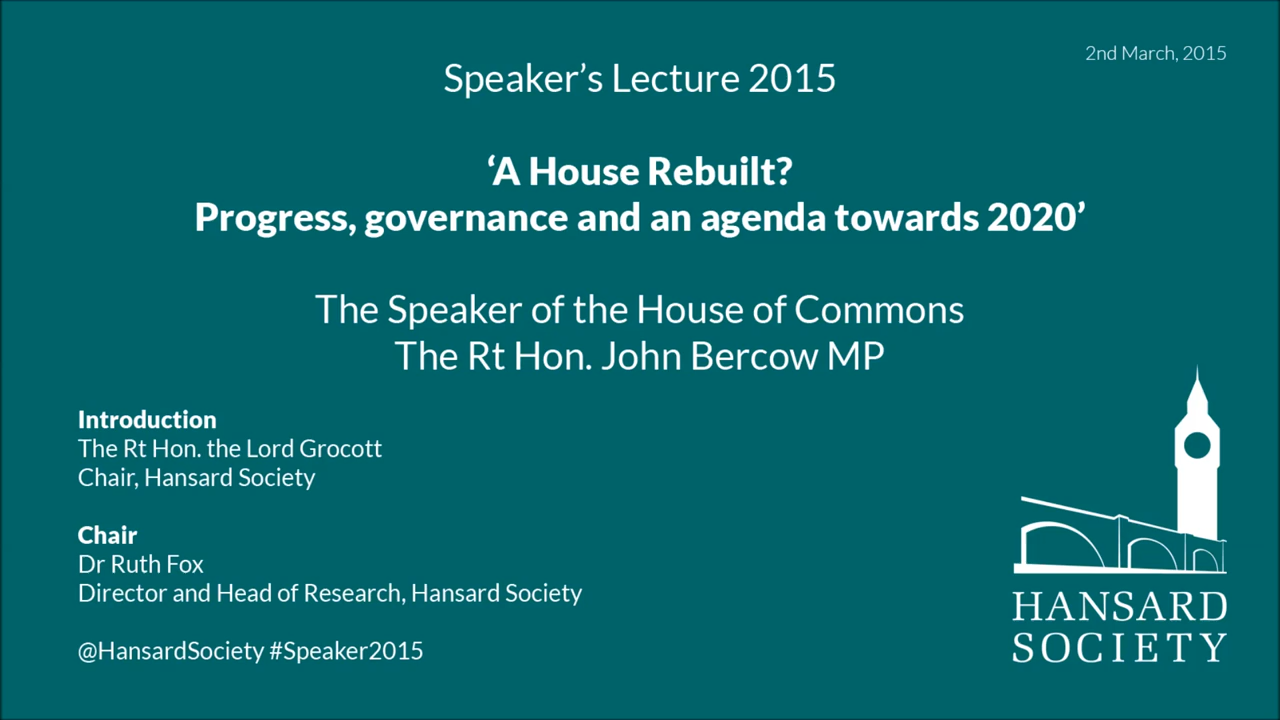 2nd March, 2015
Speaker’s Lecture 2015
‘A House Rebuilt?
Progress, governance and an agenda towards 2020’
The Speaker of the House of Commons
The Rt Hon. John Bercow MP
Introduction
The Rt Hon. the Lord Grocott
Chair, Hansard Society
Chair
Dr Ruth Fox
Director and Head of Research, Hansard Society
@HansardSociety #Speaker2015
HANSARD
SOCIETY